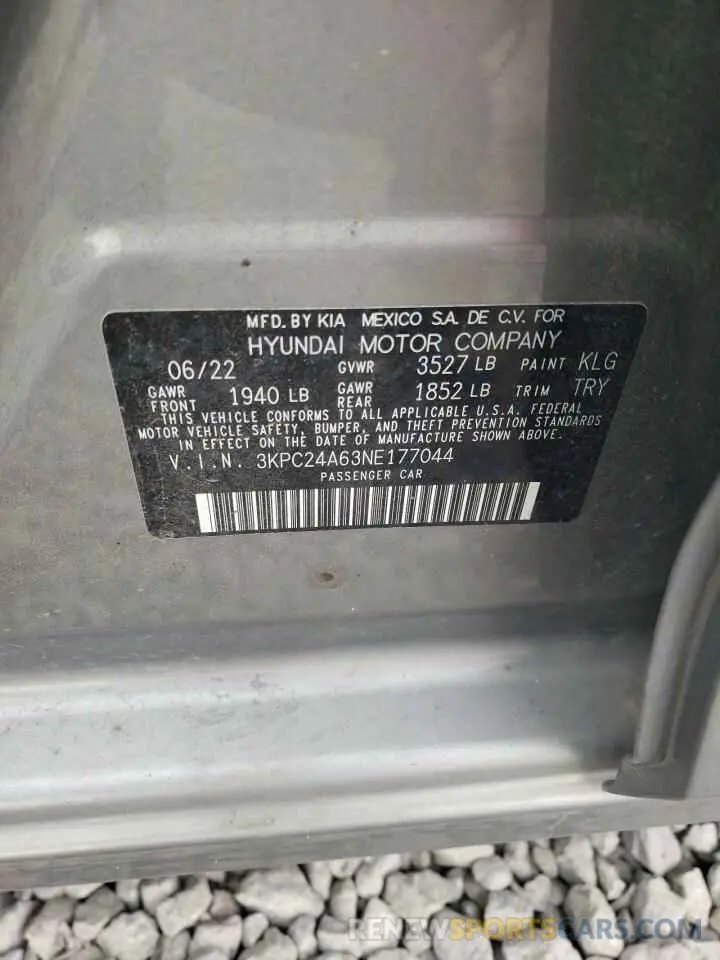 MFD. BY KIA MEXICO S.A. DE C.V. FOR
HYUNDAI MOTOR COMPANY
06/22 GVWR 3527 LB PAINT KLG
GAWR FRONT 1940 LB GAWR REAR 1852 LB TRIM TRY
THIS VEHICLE CONFORMS TO ALL APPLICABLE U.S.A. FEDERAL
MOTOR VEHICLE SAFETY, BUMPER, AND THEFT PREVENTION STANDARDS
IN EFFECT ON THE DATE OF MANUFACTURE SHOWN ABOVE.
V.I.N. 3KPC24A63NE177044
PASSENGER CAR
RENEWSPORTSCARS.COM